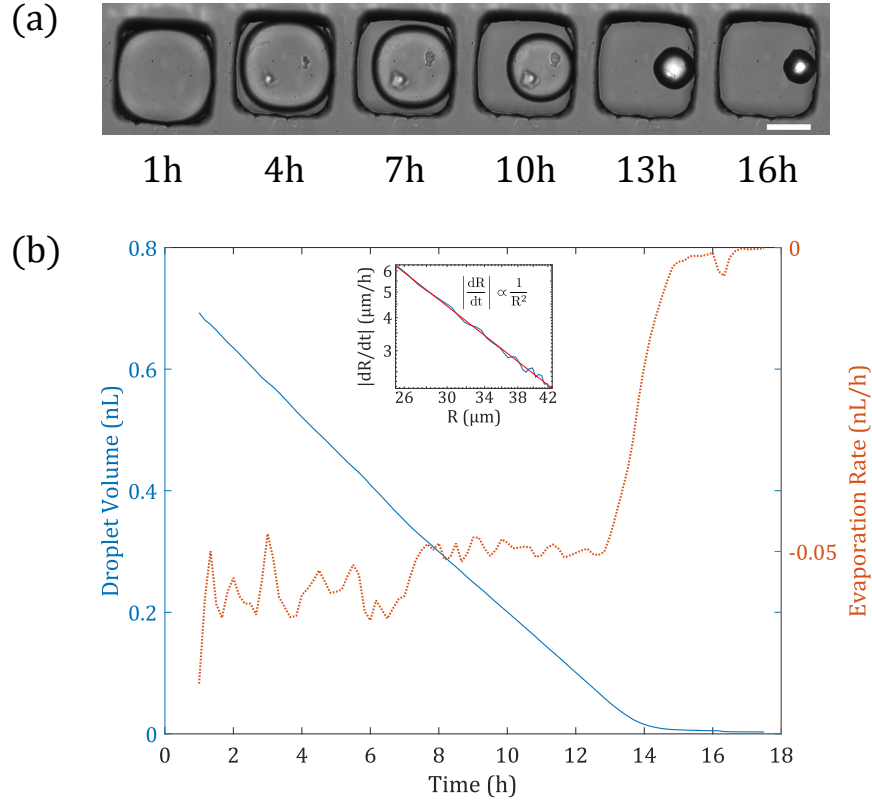 (a)
1h 4h 7h 10h 13h 16h
(b)
0.8
0.6
0.4
0.2
0
Droplet Volume (nL)
0
-0.05
Evaporation Rate (nL/h)
6
5
4
3
|dR/dt| (μm/h)
|dR/dt| ∝ 1/R²
26 30 34 38 42
R (μm)
0 2 4 6 8 10 12 14 16 18
Time (h)